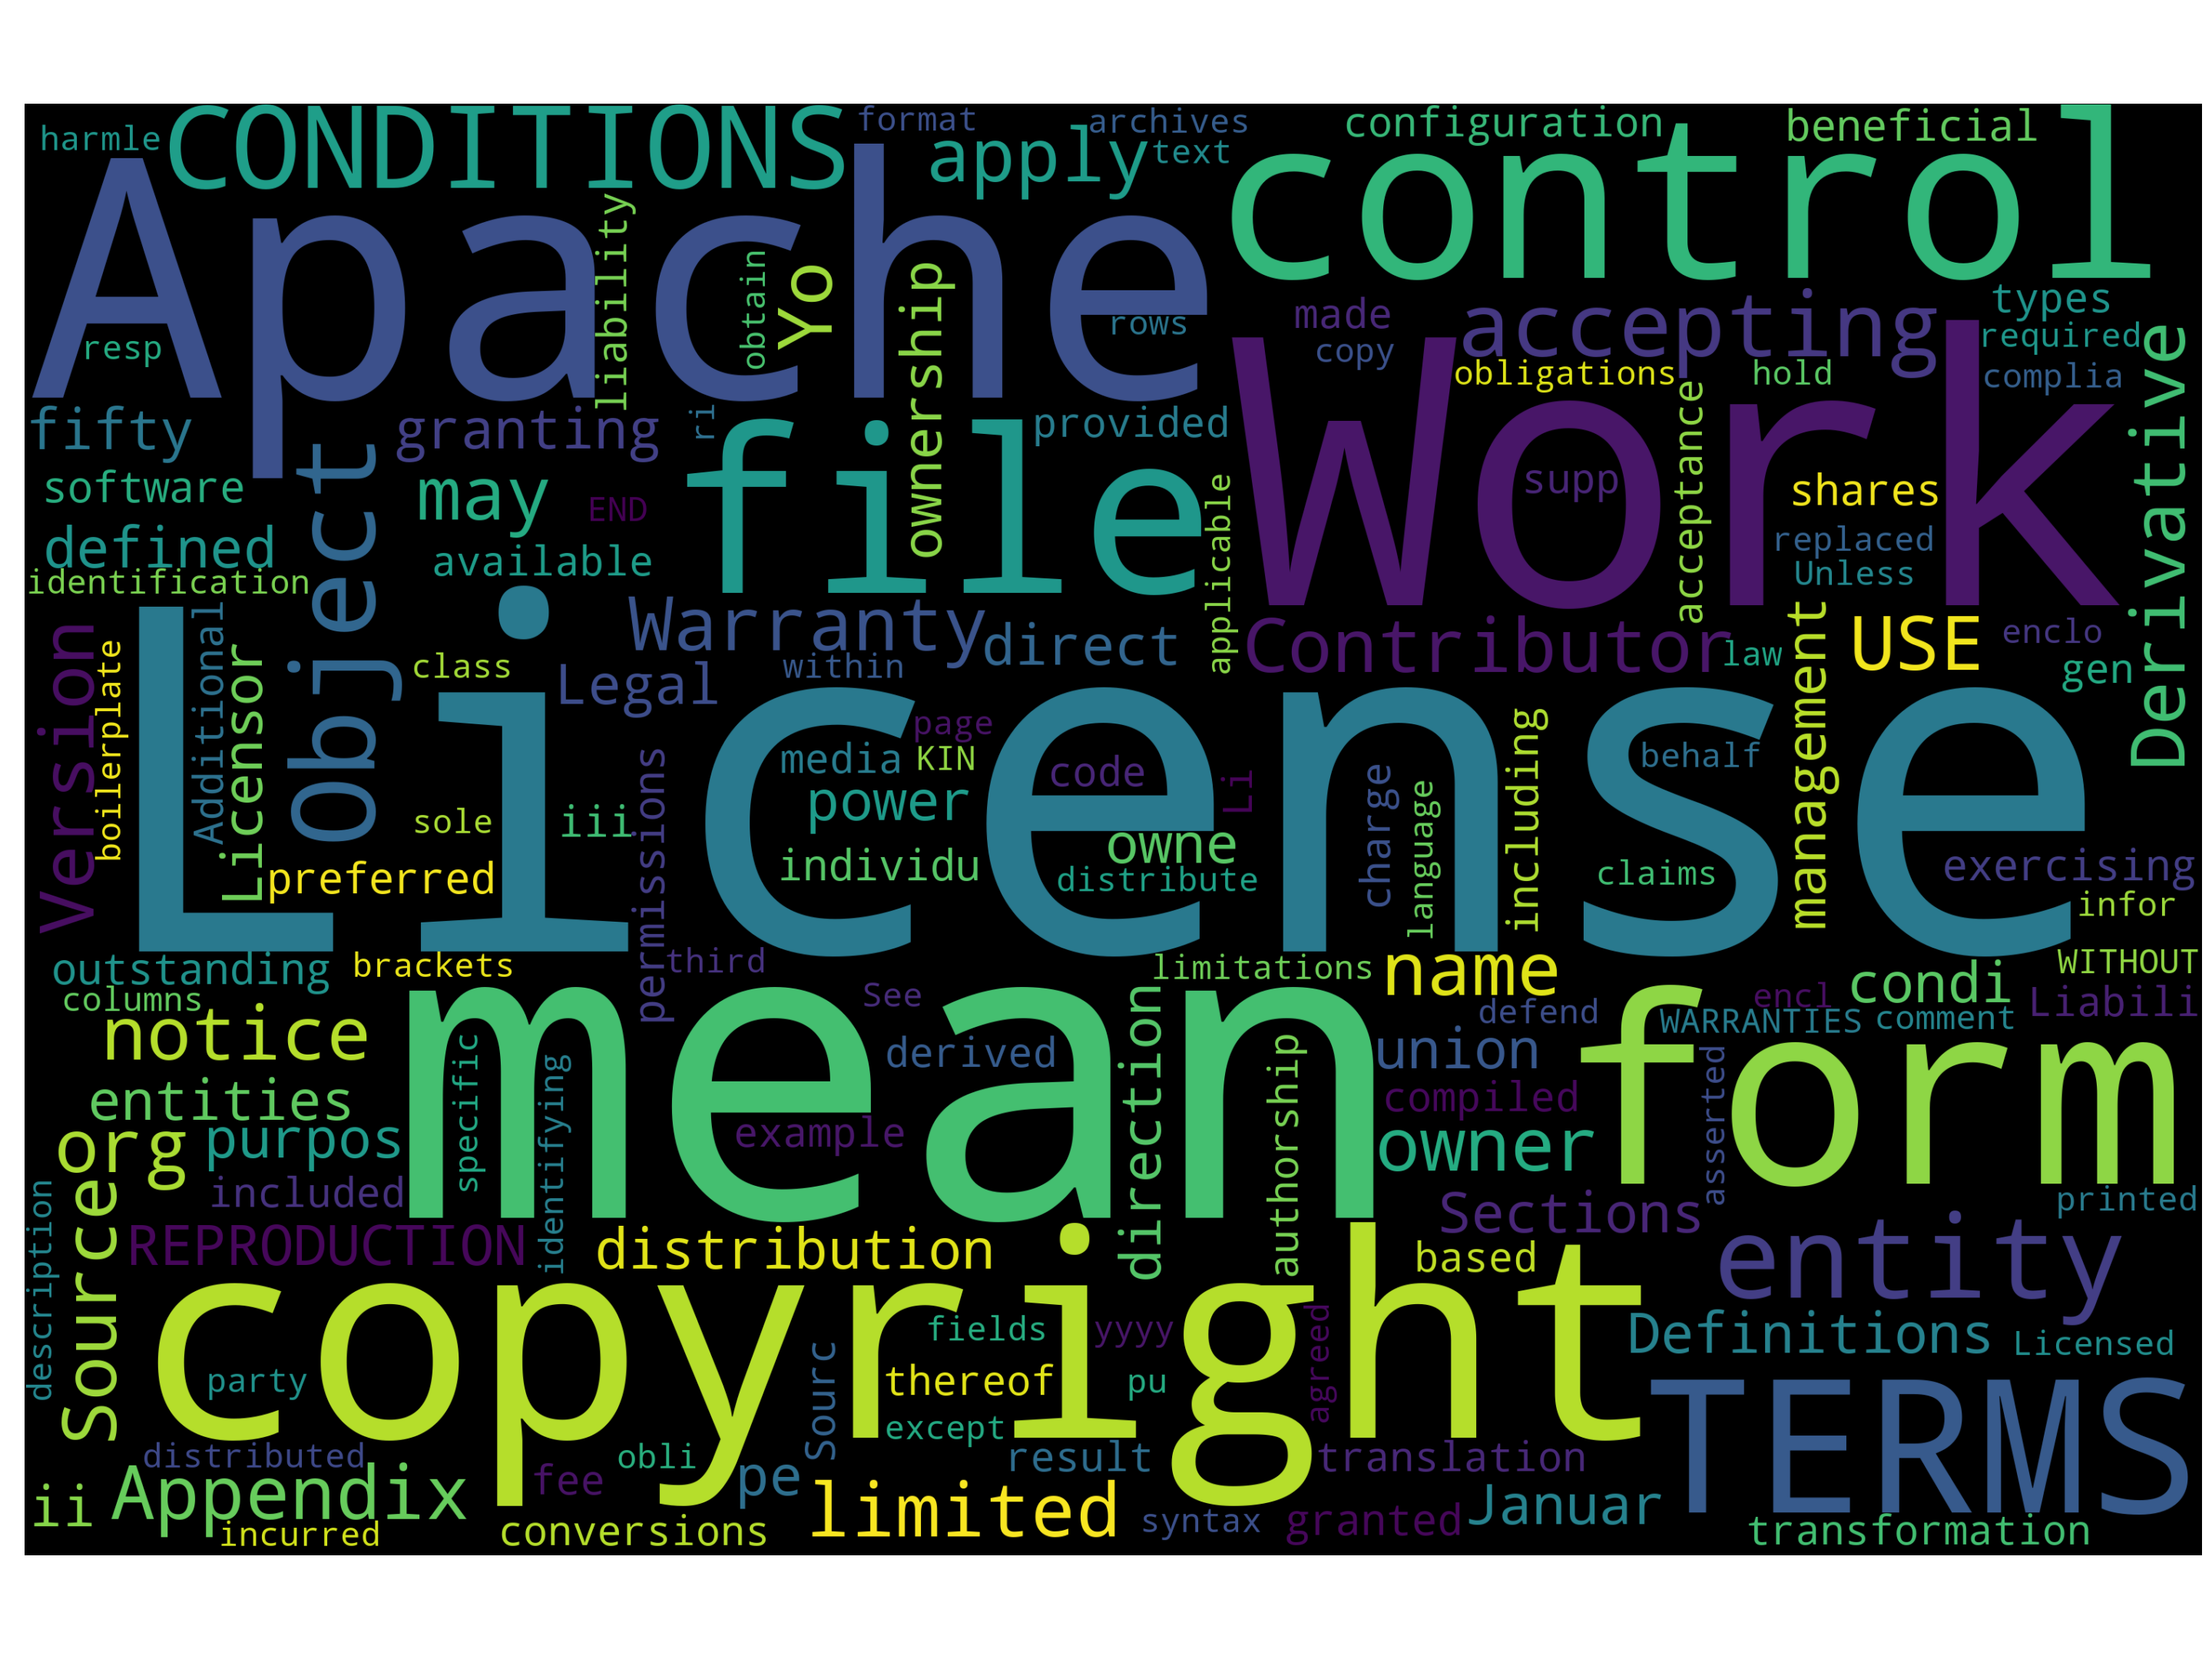 harmle
CONDITIONS
format
archives
configuration
beneficial
apply
text
control
Apache
liability
obtain
Yo
ownership
rows
made
copy
accepting
types
required
resp
obligations
hold
complia
Work
Derivative
fifty
granting
ri
file
provided
software
Object
may
END
applicable
supp
acceptance
shares
defined
available
replaced
Unless
identification
Warranty
direct
Contributor
law
management
USE
enclo
gen
Version
boilerplate
Additional
Licensor
class
Legal
within
License
page
media
KIN
code
Li
behalf
power
sole
iii
permissions
individu
owne
distribute
charge
language
including
claims
exercising
infor
preferred
outstanding
brackets
third
limitations
name
condi
WITHOUT
columns
See
defend
encl
Liabili
notice
mean
WARRANTIES
comment
form
derived
direction
authorship
union
asserted
entities
specific
identifying
compiled
org
purpos
example
owner
included
Sections
printed
Source
REPRODUCTION
distribution
based
entity
description
copyright
fields
yyyy
agreed
Definitions
Licensed
party
Sourc
thereof
pu
TERMS
distributed
obli
except
ii
Appendix
fee
pe
result
translation
incurred
conversions
limited
syntax
granted
Januar
transformation